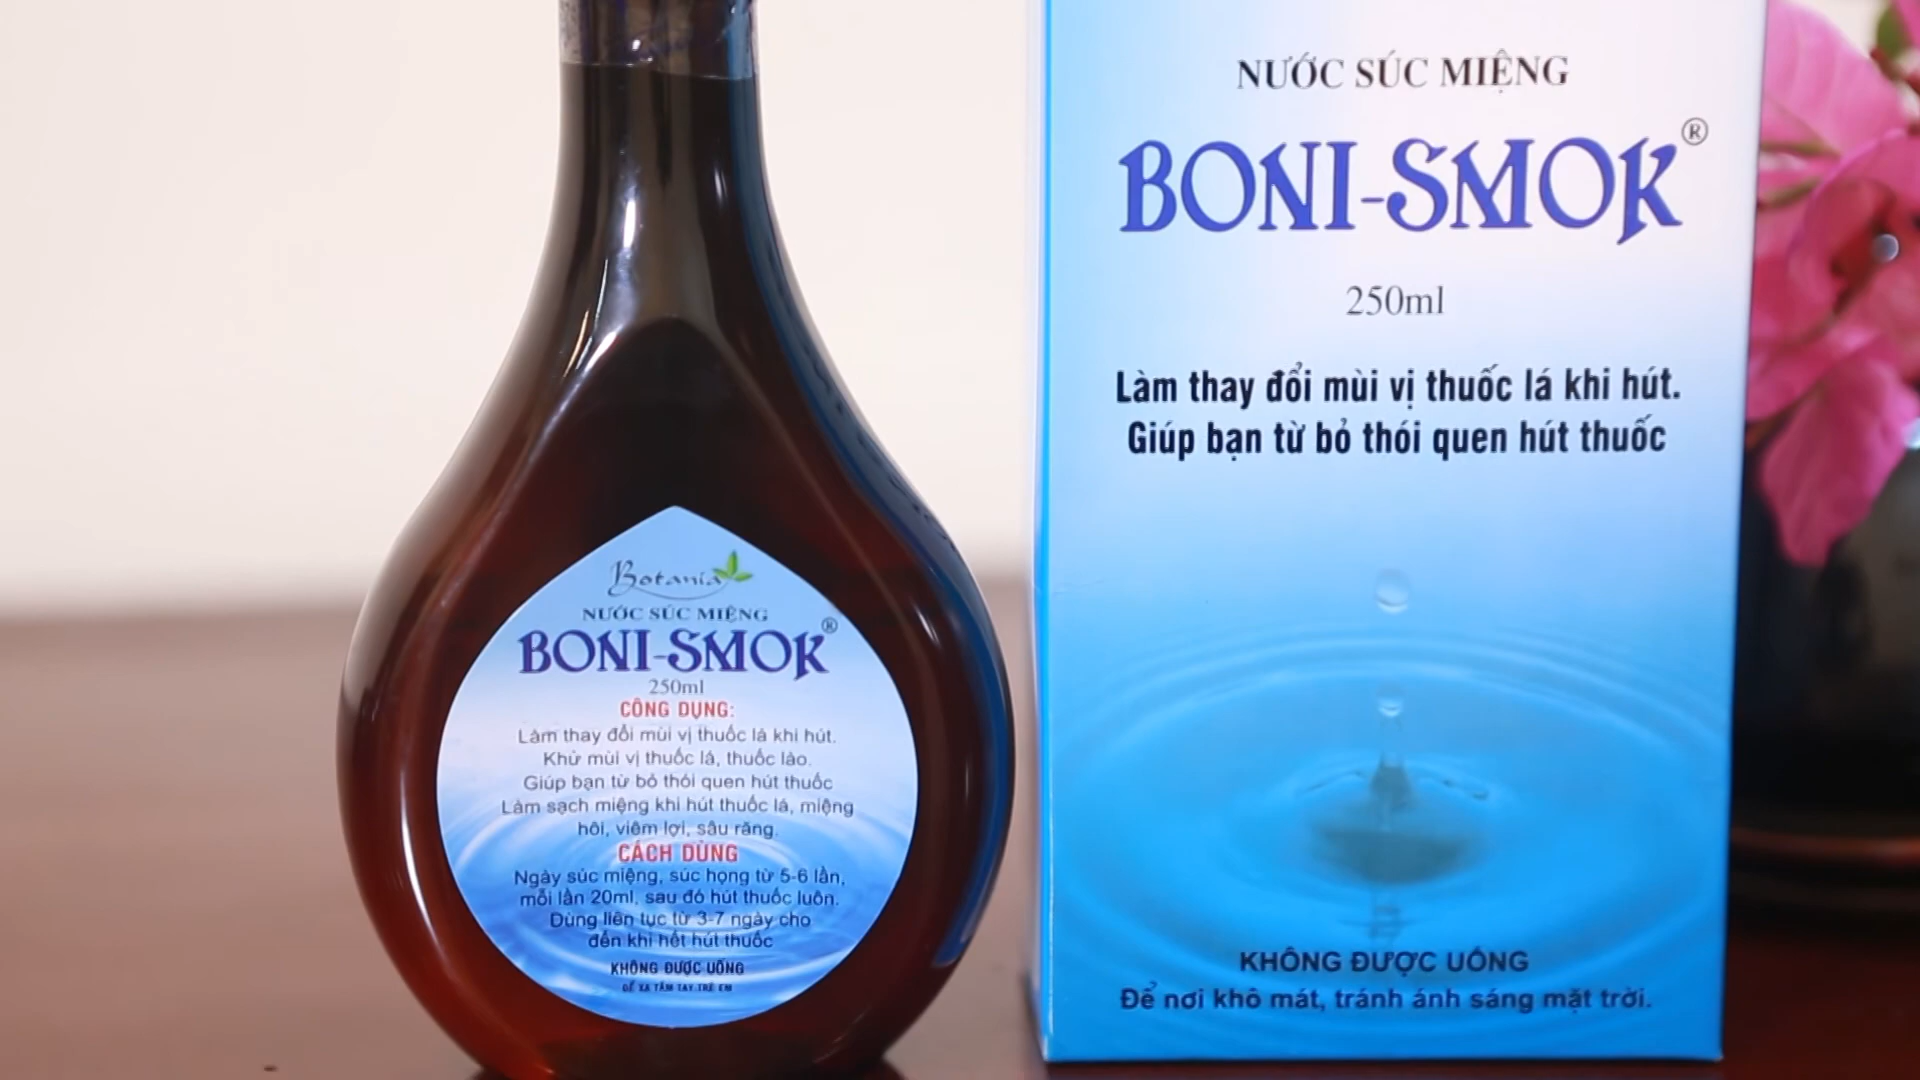 Botania
NƯỚC SÚC MIỆNG
BONI-SMOK®
250ml
CÔNG DỤNG:
Làm thay đổi mùi vị thuốc lá khi hút.
Khử mùi vị thuốc lá, thuốc lào.
Giúp bạn từ bỏ thói quen hút thuốc
Làm sạch miệng khi hút thuốc lá, miệng
hôi, viêm lợi, sâu răng.
CÁCH DÙNG
Ngày súc miệng, súc họng từ 5-6 lần,
mỗi lần 20ml, sau đó hút thuốc luôn.
Dùng liên tục từ 3-7 ngày cho
đến khi hết hút thuốc
KHÔNG ĐƯỢC UỐNG
ĐỂ XA TẦM TAY TRẺ EM
NƯỚC SÚC MIỆNG
BONI-SMOK®
250ml
Làm thay đổi mùi vị thuốc lá khi hút.
Giúp bạn từ bỏ thói quen hút thuốc
KHÔNG ĐƯỢC UỐNG
Để nơi khô mát, tránh ánh sáng mặt trời.